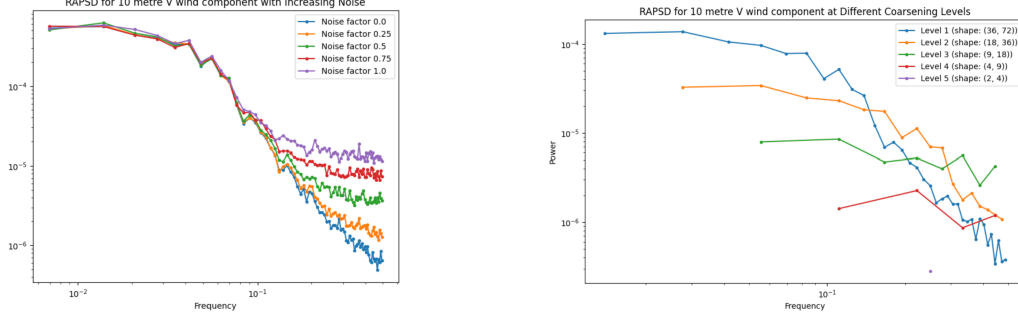 RAPSD for 10 metre V wind component with Increasing Noise
Noise factor 0.0
Noise factor 0.25
Noise factor 0.5
Noise factor 0.75
Noise factor 1.0
10⁻⁴
10⁻⁵
10⁻⁶
10⁻² 10⁻¹
Frequency
RAPSD for 10 metre V wind component at Different Coarsening Levels
Level 1 (shape: (36, 72))
Level 2 (shape: (18, 36))
Level 3 (shape: (9, 18))
Level 4 (shape: (4, 9))
Level 5 (shape: (2, 4))
10⁻⁴
10⁻⁵
10⁻⁶
Power
10⁻¹
Frequency